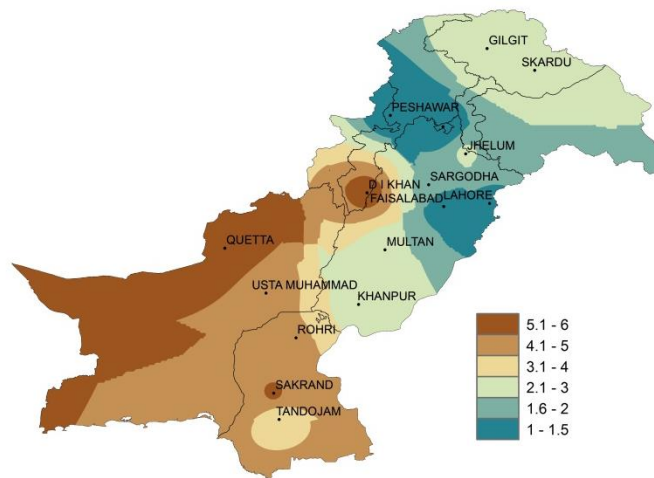 GILGIT
SKARDU
PESHAWAR
JHELUM
SARGODHA
D I KHAN
FAISALABAD
LAHORE
QUETTA
MULTAN
USTA MUHAMMAD
KHANPUR
ROHRI
SAKRAND
TANDOJAM
5.1 - 6
4.1 - 5
3.1 - 4
2.1 - 3
1.6 - 2
1 - 1.5